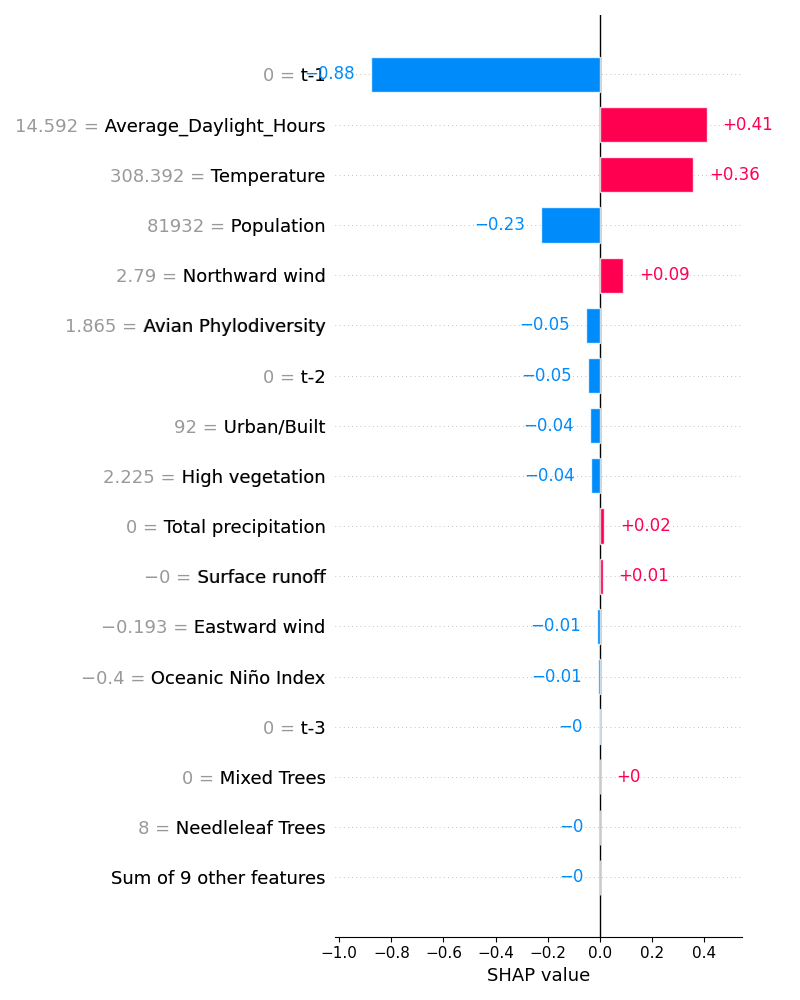 0 = t-1 −0.88
14.592 = Average_Daylight_Hours +0.41
308.392 = Temperature +0.36
81932 = Population −0.23
2.79 = Northward wind +0.09
1.865 = Avian Phylodiversity −0.05
0 = t-2 −0.05
92 = Urban/Built −0.04
2.225 = High vegetation −0.04
0 = Total precipitation +0.02
−0 = Surface runoff +0.01
−0.193 = Eastward wind −0.01
−0.4 = Oceanic Niño Index −0.01
0 = t-3 −0
0 = Mixed Trees +0
8 = Needleleaf Trees −0
Sum of 9 other features −0
−1.0 −0.8 −0.6 −0.4 −0.2 0.0 0.2 0.4
SHAP value